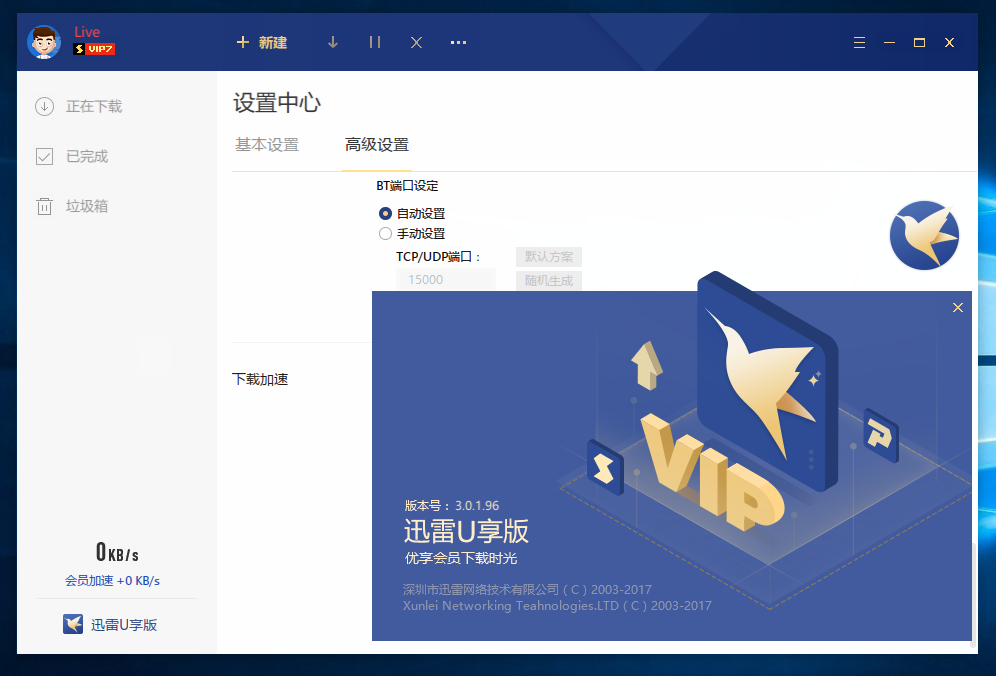 Live
VIP7
新建
正在下载
已完成
垃圾箱
设置中心
基本设置
高级设置
BT端口设定
自动设置
手动设置
TCP/UDP端口：
默认方案
15000
随机生成
下载加速
VIP
版本号：3.0.1.96
迅雷U享版
优享会员下载时光
深圳市迅雷网络技术有限公司（C）2003-2017
Xunlei Networking Teahnologies.LTD（C）2003-2017
0KB/s
会员加速 +0 KB/s
迅雷U享版